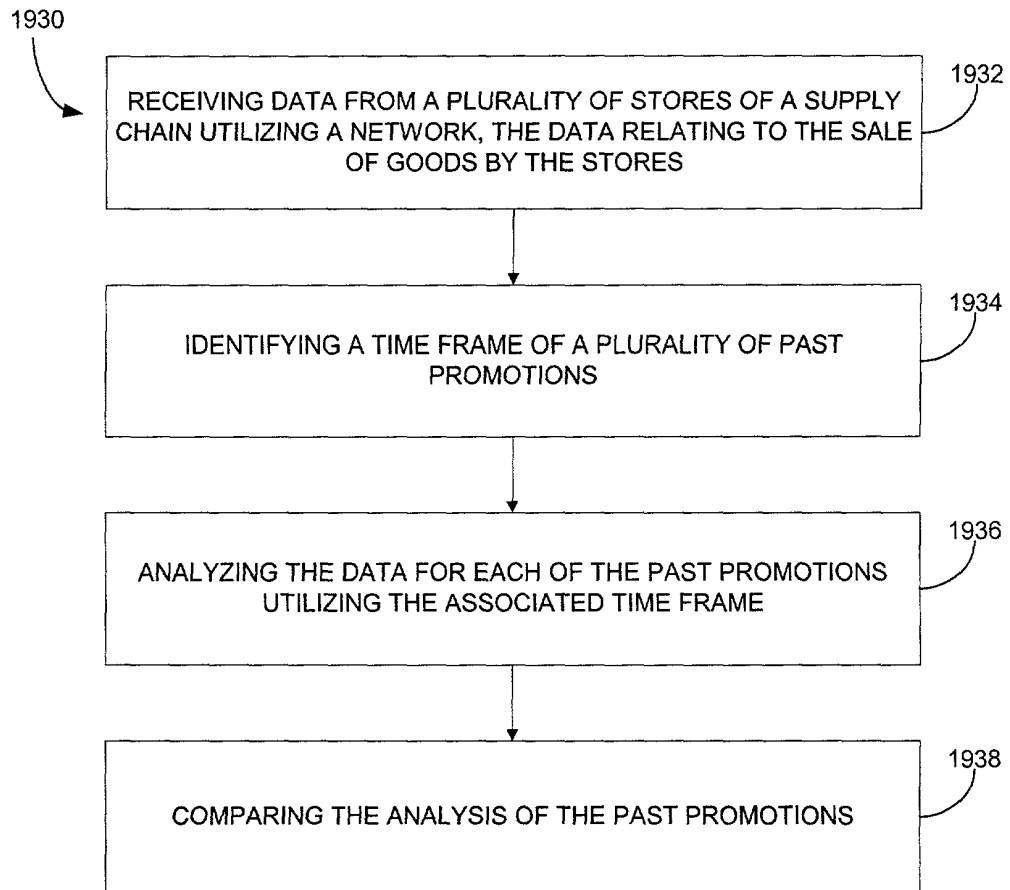 1930
1932
RECEIVING DATA FROM A PLURALITY OF STORES OF A SUPPLY
CHAIN UTILIZING A NETWORK, THE DATA RELATING TO THE SALE
OF GOODS BY THE STORES
1934
IDENTIFYING A TIME FRAME OF A PLURALITY OF PAST
PROMOTIONS
1936
ANALYZING THE DATA FOR EACH OF THE PAST PROMOTIONS
UTILIZING THE ASSOCIATED TIME FRAME
1938
COMPARING THE ANALYSIS OF THE PAST PROMOTIONS